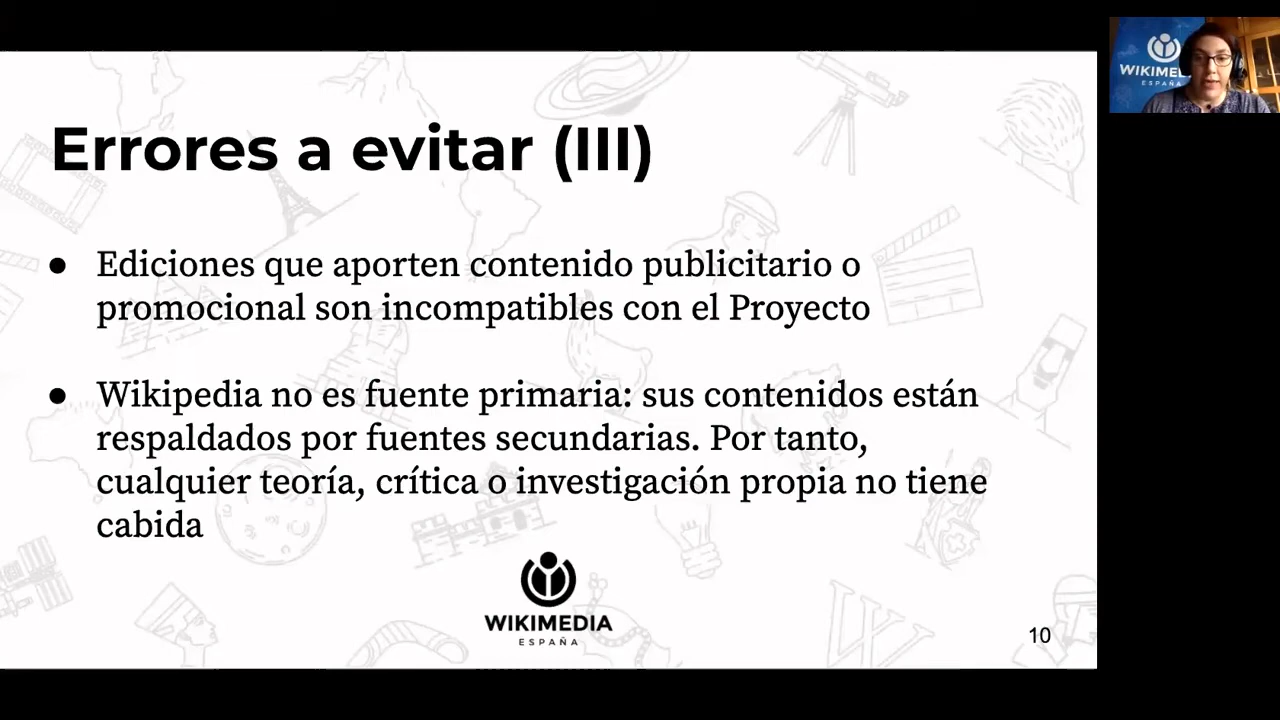 Errores a evitar (III)
● Ediciones que aporten contenido publicitario o
promocional son incompatibles con el Proyecto
● Wikipedia no es fuente primaria: sus contenidos están
respaldados por fuentes secundarias. Por tanto,
cualquier teoría, crítica o investigación propia no tiene
cabida
WIKIMEDIA
ESPAÑA
10
WIKIMEDI
ESPAÑA